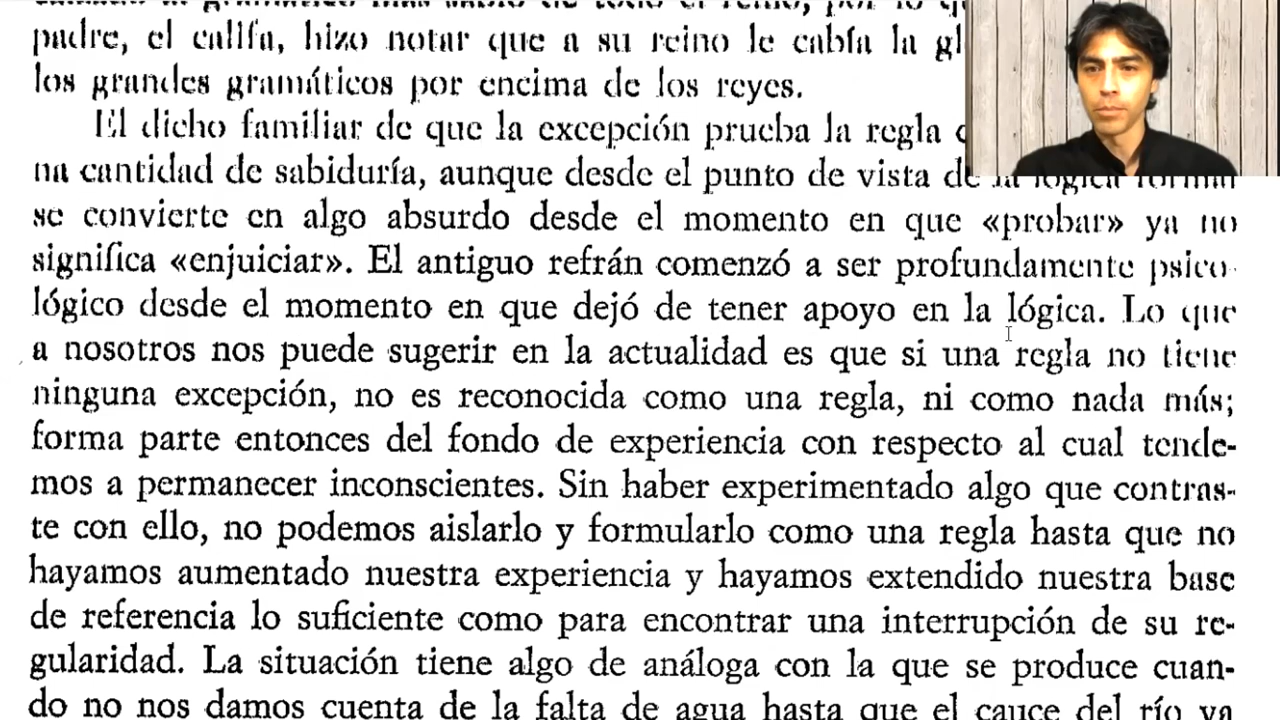 padre, el califa, hizo notar que a su reino le cabía la
los grandes gramáticos por encima de los reyes.
El dicho familiar de que la excepción prueba la regla
na cantidad de sabiduría, aunque desde el punto de vista de la lógica formal
se convierte en algo absurdo desde el momento en que «probar» ya no
significa «enjuiciar». El antiguo refrán comenzó a ser profundamente psico-
lógico desde el momento en que dejó de tener apoyo en la lógica. Lo que
a nosotros nos puede sugerir en la actualidad es que si una regla no tiene
ninguna excepción, no es reconocida como una regla, ni como nada más;
forma parte entonces del fondo de experiencia con respecto al cual tende-
mos a permanecer inconscientes. Sin haber experimentado algo que contras-
te con ello, no podemos aislarlo y formularlo como una regla hasta que no
hayamos aumentado nuestra experiencia y hayamos extendido nuestra base
de referencia lo suficiente como para encontrar una interrupción de su re-
gularidad. La situación tiene algo de análoga con la que se produce cuan-
do no nos damos cuenta de la falta de agua hasta que el cauce del río ya